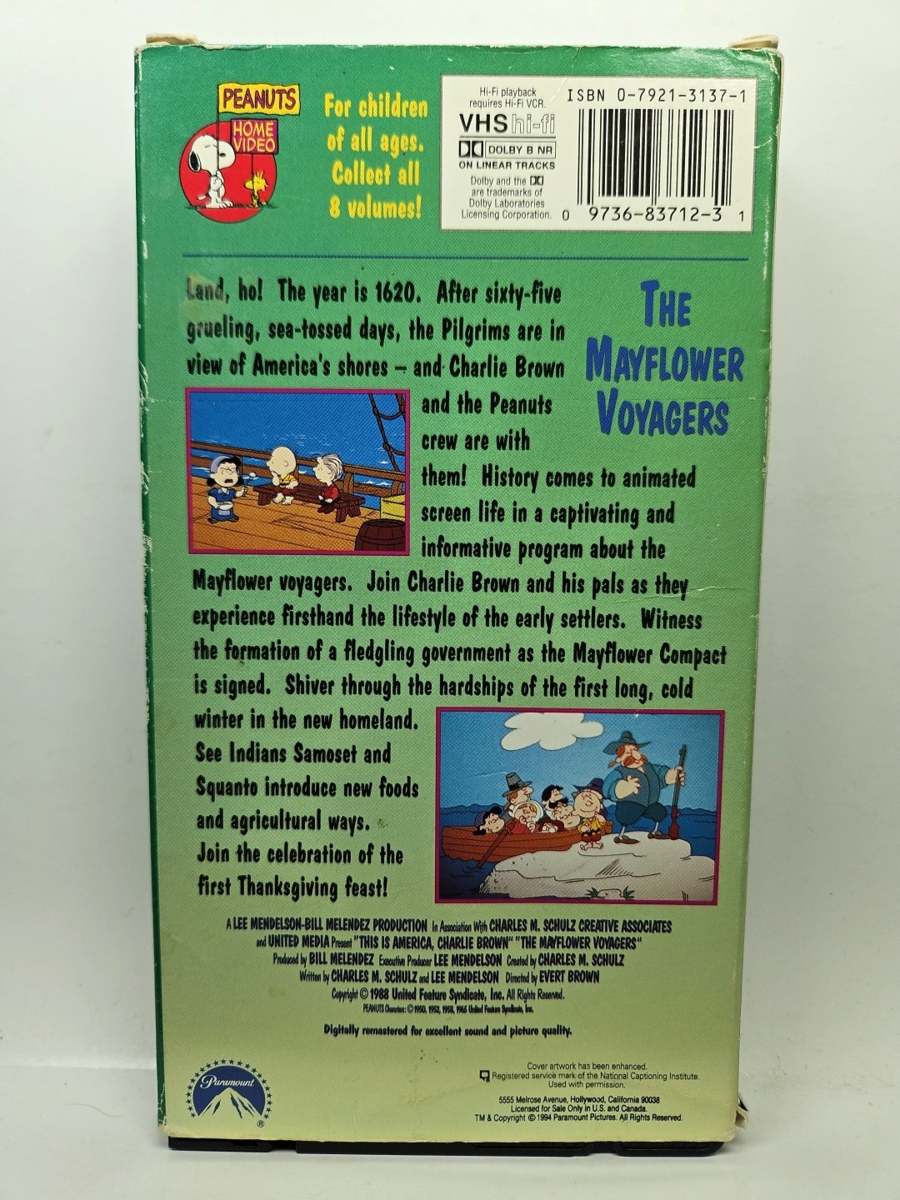 PEANUTS
HOME
VIDEO
For children
of all ages.
Collect all
8 volumes!
Hi-Fi playback
requires Hi-Fi VCR.
VHS hi-fi
DOLBY B NR
ON LINEAR TRACKS
Dolby and the
are trademarks of
Dolby Laboratories
Licensing Corporation.
ISBN 0-7921-3137-1
0 9736-83712-3 1
THE
MAYFLOWER
VOYAGERS
Land, ho! The year is 1620. After sixty-five
grueling, sea-tossed days, the Pilgrims are in
view of America's shores – and Charlie Brown
and the Peanuts
crew are with
them! History comes to animated
screen life in a captivating and
informative program about the
Mayflower voyagers. Join Charlie Brown and his pals as they
experience firsthand the lifestyle of the early settlers. Witness
the formation of a fledgling government as the Mayflower Compact
is signed. Shiver through the hardships of the first long, cold
winter in the new homeland.
See Indians Samoset and
Squanto introduce new foods
and agricultural ways.
Join the celebration of the
first Thanksgiving feast!
A LEE MENDELSON-BILL MELENDEZ PRODUCTION In Association With CHARLES M. SCHULZ CREATIVE ASSOCIATES
and UNITED MEDIA Present "THIS IS AMERICA, CHARLIE BROWN" "THE MAYFLOWER VOYAGERS"
Produced by BILL MELENDEZ Executive Producer LEE MENDELSON Created by CHARLES M. SCHULZ
Written by CHARLES M. SCHULZ and LEE MENDELSON Directed by EVERT BROWN
Copyright © 1988 United Feature Syndicate, Inc. All Rights Reserved.
PEANUTS Characters: © 1950, 1952, 1958, 1965 United Feature Syndicate, Inc.
Digitally remastered for excellent sound and picture quality.
Paramount
®
Cover artwork has been enhanced.
Registered service mark of the National Captioning Institute.
Used with permission.
5555 Melrose Avenue, Hollywood, California 90038
Licensed for Sale Only in U.S. and Canada.
TM & Copyright © 1994 Paramount Pictures. All Rights Reserved.